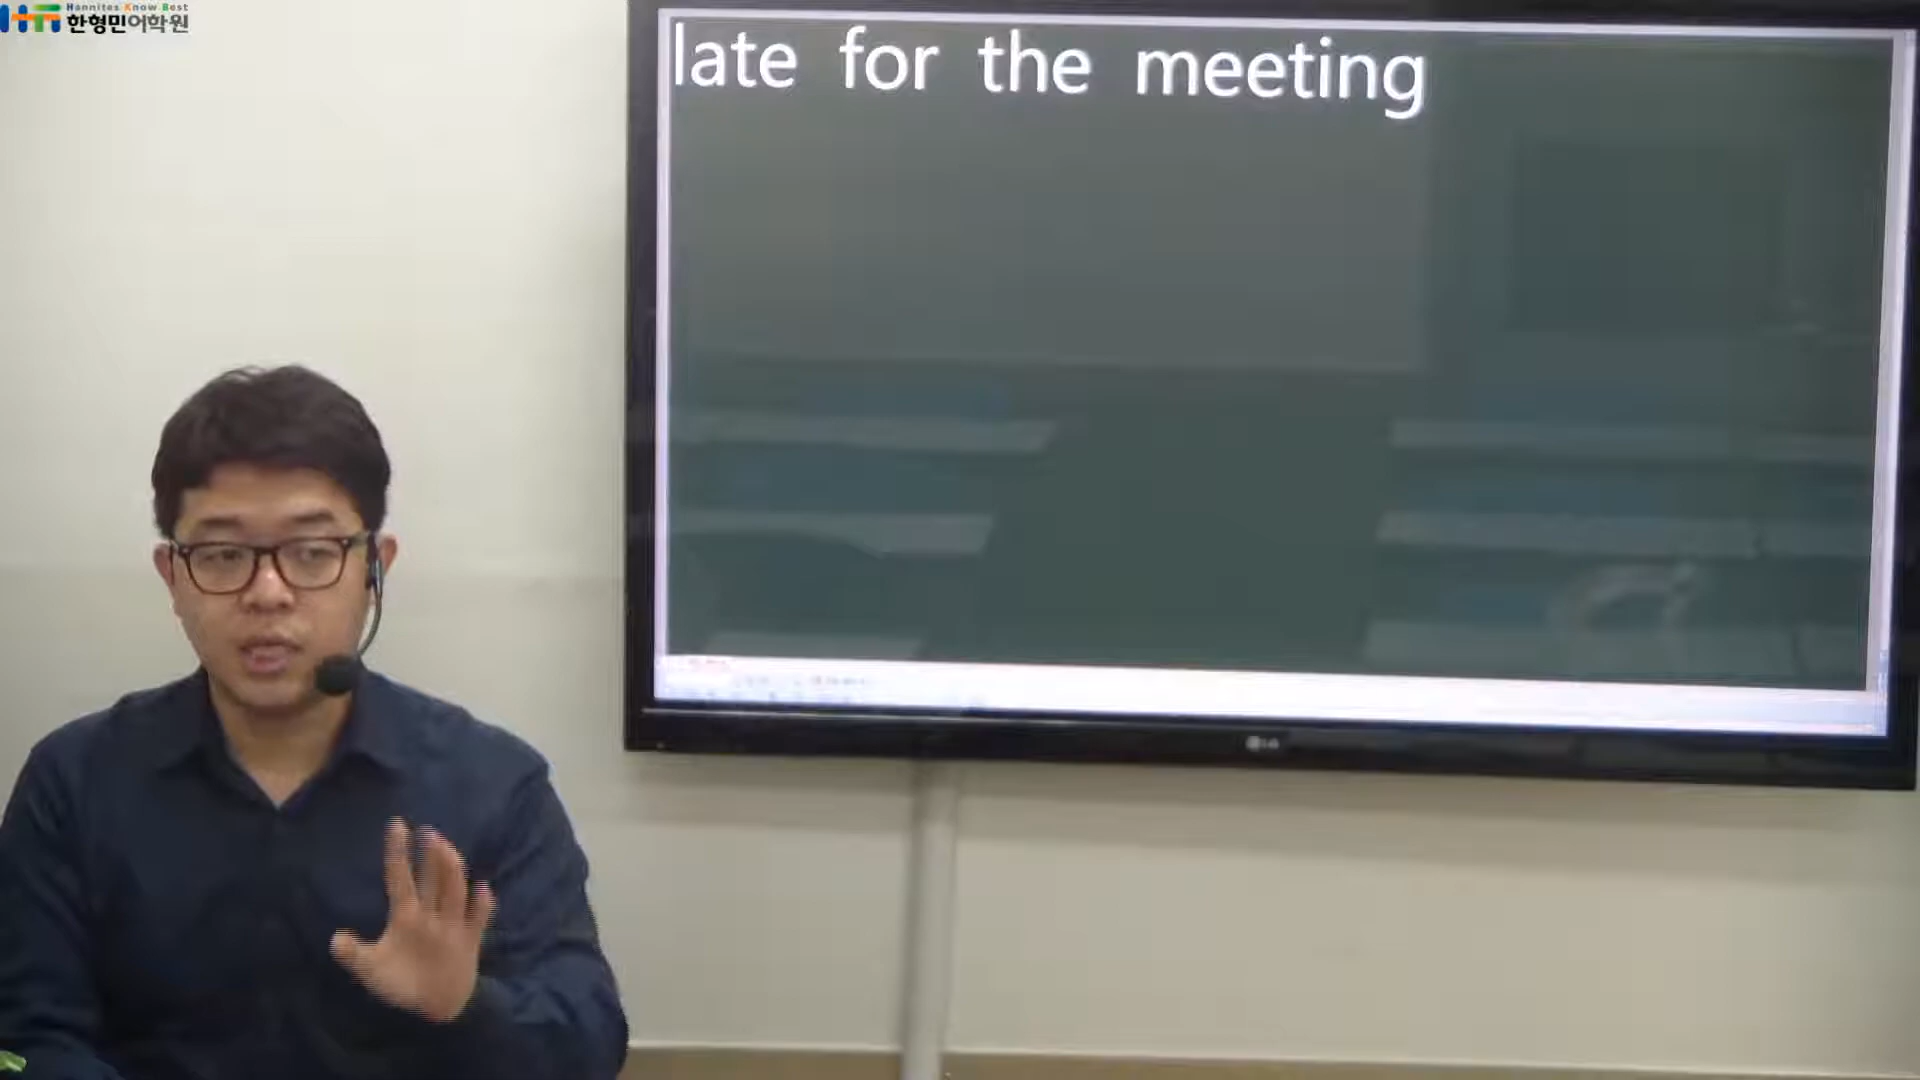 Hannites Know Best
한형민어학원
late for the meeting
LG